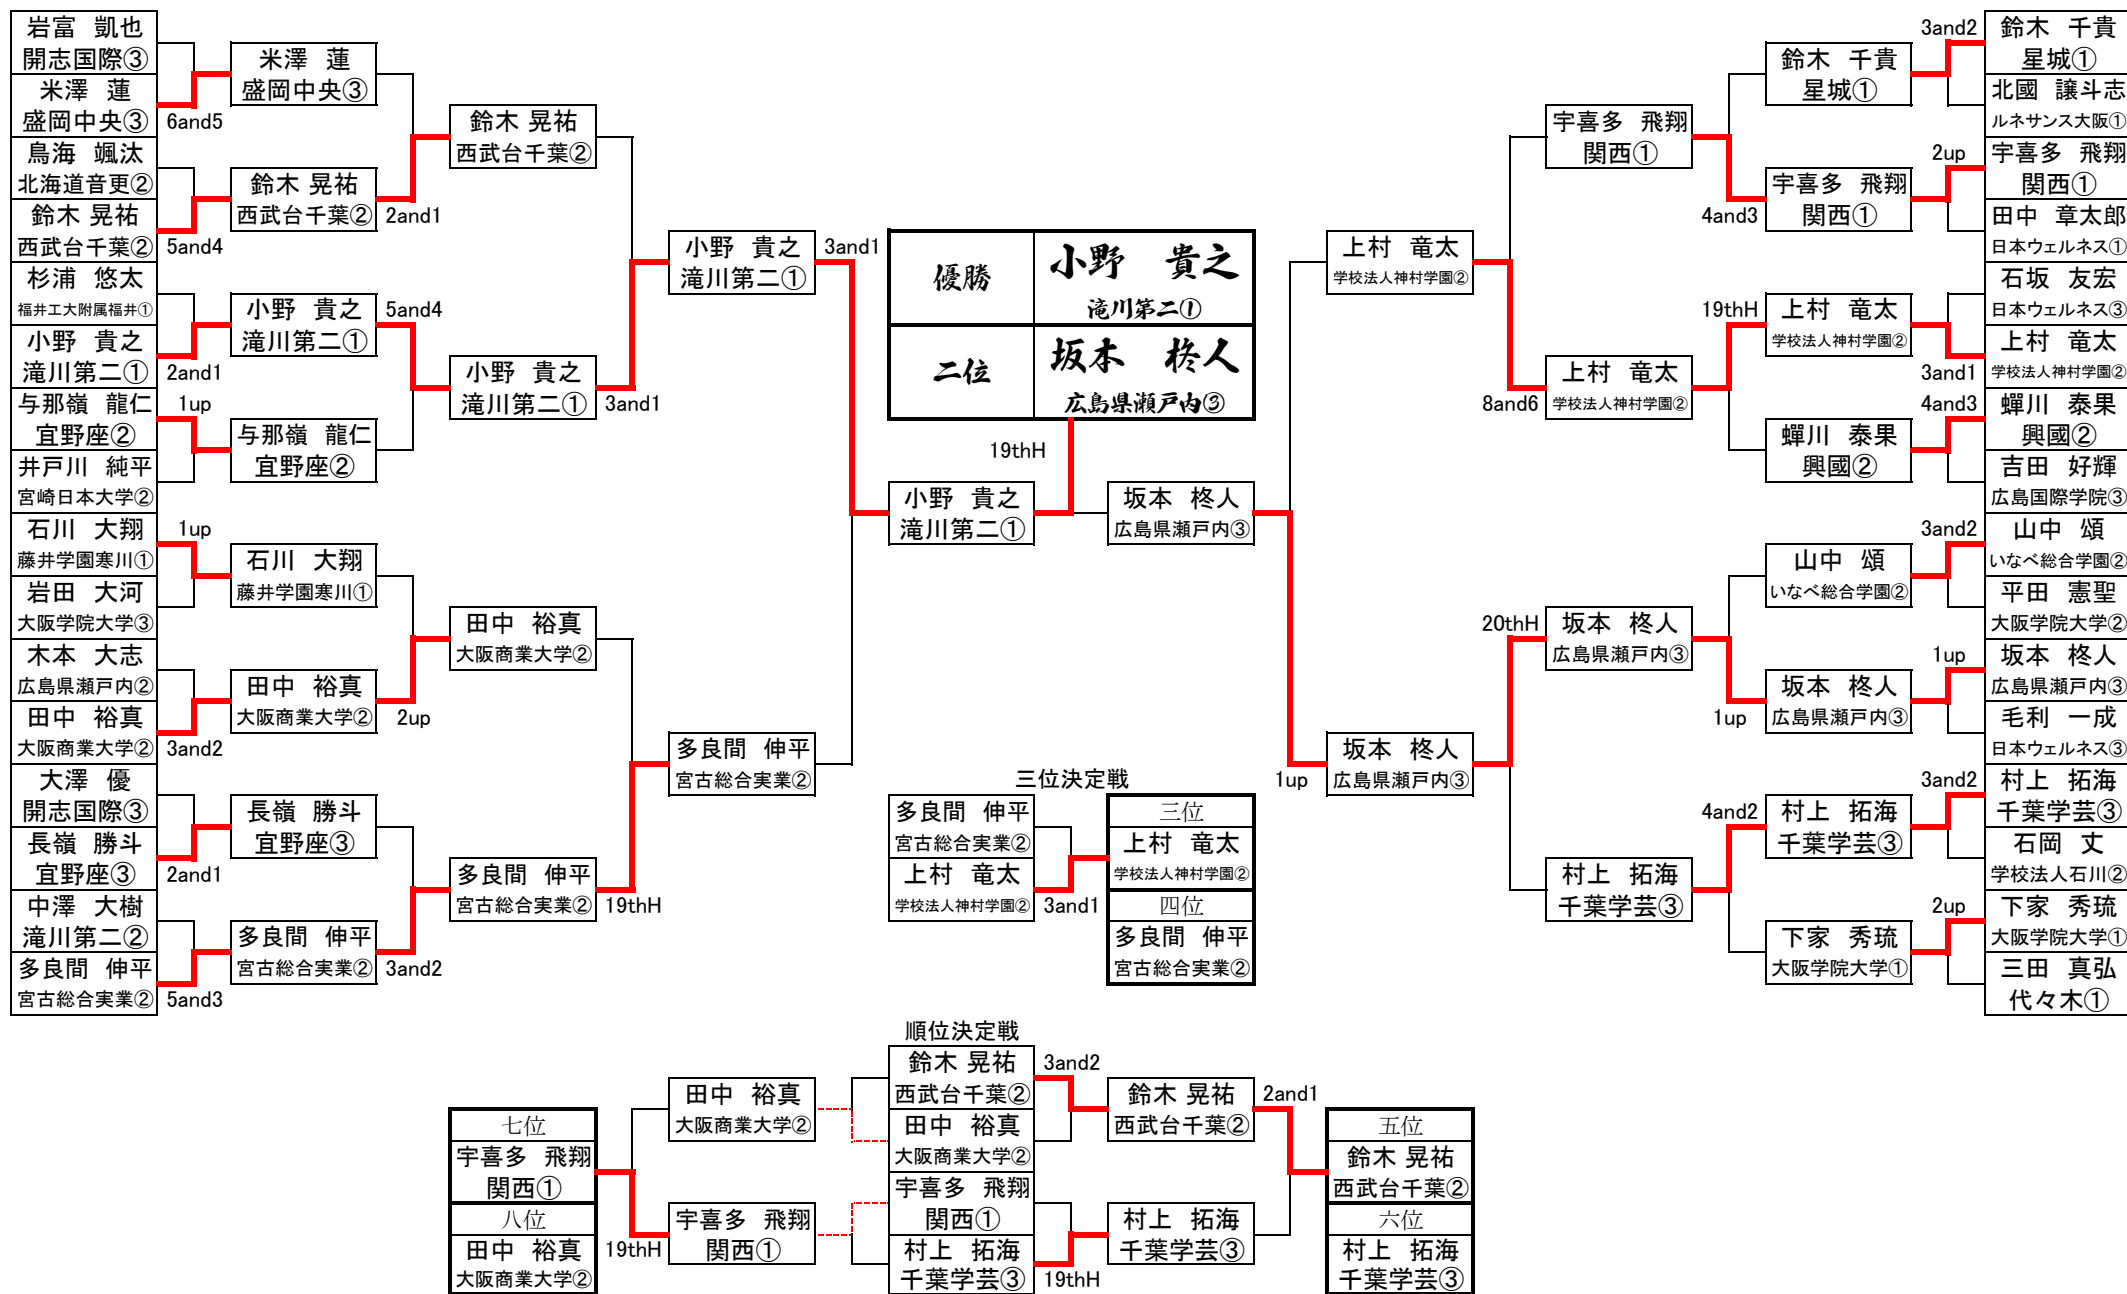 岩富 凱也
開志国際③
米澤 蓮
盛岡中央③
鳥海 颯汰
北海道音更②
鈴木 晃祐
西武台千葉②
杉浦 悠太
福井工大附属福井①
小野 貴之
滝川第二①
与那嶺 龍仁
宜野座②
井戸川 純平
宮崎日本大学②
石川 大翔
藤井学園寒川①
岩田 大河
大阪学院大学③
木本 大志
広島県瀬戸内②
田中 裕真
大阪商業大学②
大澤 優
開志国際③
長嶺 勝斗
宜野座③
中澤 大樹
滝川第二②
多良間 伸平
宮古総合実業②
6and5
5and4
2and1
1up
1up
3and2
2and1
5and3
米澤 蓮
盛岡中央③
鈴木 晃祐
西武台千葉②
小野 貴之
滝川第二①
与那嶺 龍仁
宜野座②
石川 大翔
藤井学園寒川①
田中 裕真
大阪商業大学②
長嶺 勝斗
宜野座③
多良間 伸平
宮古総合実業②
2and1
5and4
2up
3and2
鈴木 晃祐
西武台千葉②
小野 貴之
滝川第二①
田中 裕真
大阪商業大学②
多良間 伸平
宮古総合実業②
3and1
19thH
小野 貴之
滝川第二①
多良間 伸平
宮古総合実業②
3and1
優勝
小野 貴之
滝川第二①
二位
坂本 柊人
広島県瀬戸内③
19thH
小野 貴之
滝川第二①
坂本 柊人
広島県瀬戸内③
三位決定戦
多良間 伸平
宮古総合実業②
上村 竜太
学校法人神村学園②
3and1
三位
上村 竜太
学校法人神村学園②
四位
多良間 伸平
宮古総合実業②
1up
上村 竜太
学校法人神村学園②
坂本 柊人
広島県瀬戸内③
8and6
20thH
宇喜多 飛翔
関西①
上村 竜太
学校法人神村学園②
坂本 柊人
広島県瀬戸内③
村上 拓海
千葉学芸③
4and3
19thH
1up
4and2
鈴木 千貴
星城①
宇喜多 飛翔
関西①
上村 竜太
学校法人神村学園②
蟬川 泰果
興國②
山中 頌
いなべ総合学園②
坂本 柊人
広島県瀬戸内③
村上 拓海
千葉学芸③
下家 秀琉
大阪学院大学①
3and2
2up
3and1
4and3
3and2
1up
3and2
2up
鈴木 千貴
星城①
北國 譲斗志
ルネサンス大阪①
宇喜多 飛翔
関西①
田中 章太郎
日本ウェルネス①
石坂 友宏
日本ウェルネス③
上村 竜太
学校法人神村学園②
蟬川 泰果
興國②
吉田 好輝
広島国際学院③
山中 頌
いなべ総合学園②
平田 憲聖
大阪学院大学②
坂本 柊人
広島県瀬戸内③
毛利 一成
日本ウェルネス③
村上 拓海
千葉学芸③
石岡 丈
学校法人石川②
下家 秀琉
大阪学院大学①
三田 真弘
代々木①
順位決定戦
七位
宇喜多 飛翔
関西①
八位
田中 裕真
大阪商業大学②
19thH
田中 裕真
大阪商業大学②
宇喜多 飛翔
関西①
鈴木 晃祐
西武台千葉②
田中 裕真
大阪商業大学②
宇喜多 飛翔
関西①
村上 拓海
千葉学芸③
3and2
19thH
鈴木 晃祐
西武台千葉②
村上 拓海
千葉学芸③
2and1
五位
鈴木 晃祐
西武台千葉②
六位
村上 拓海
千葉学芸③